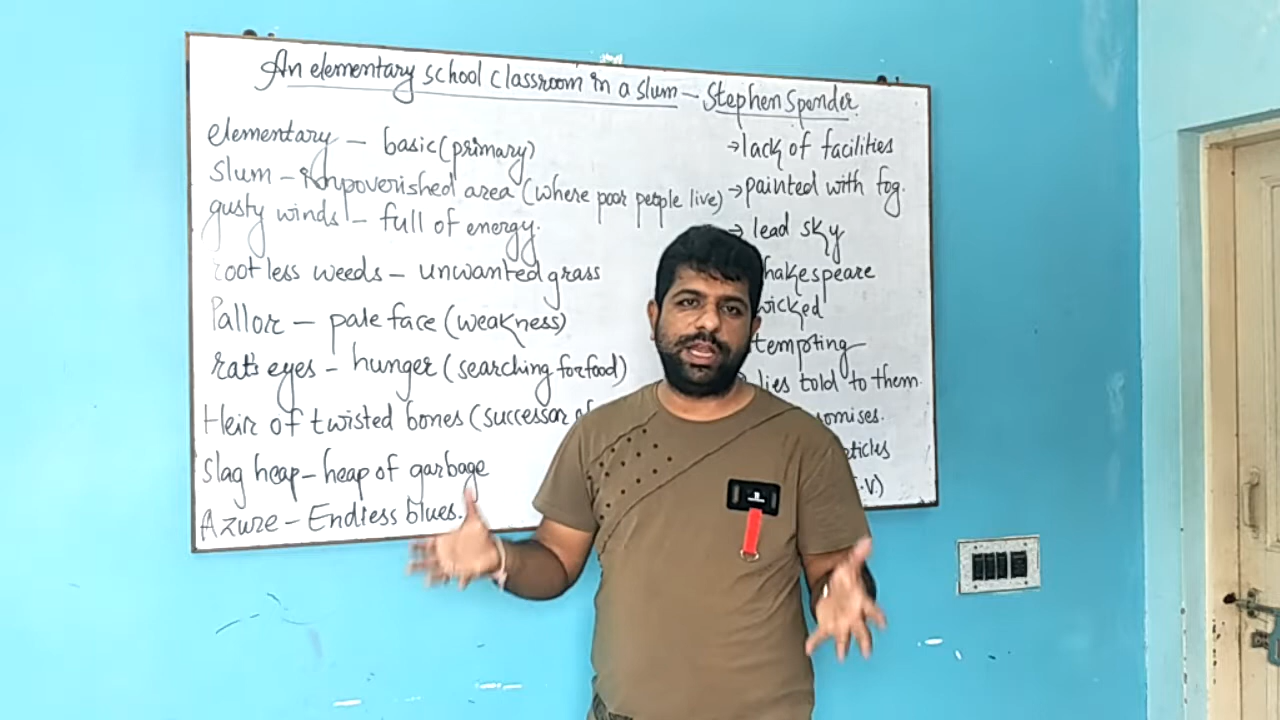 An elementary school classroom in a slum – Stephen Spender
elementary – basic (primary)
Slum – Impoverished area (where poor people live)
gusty winds – full of energy.
rootless weeds – unwanted grass
Pallor – pale face (weakness)
rat's eyes – hunger (searching for food)
Heir of twisted bones (successor of
Slag heap – heap of garbage
Azure – Endless blues.
→ lack of facilities
→ painted with fog.
→ lead sky
hakespeare
wicked
tempting
lies told to them.
omises.